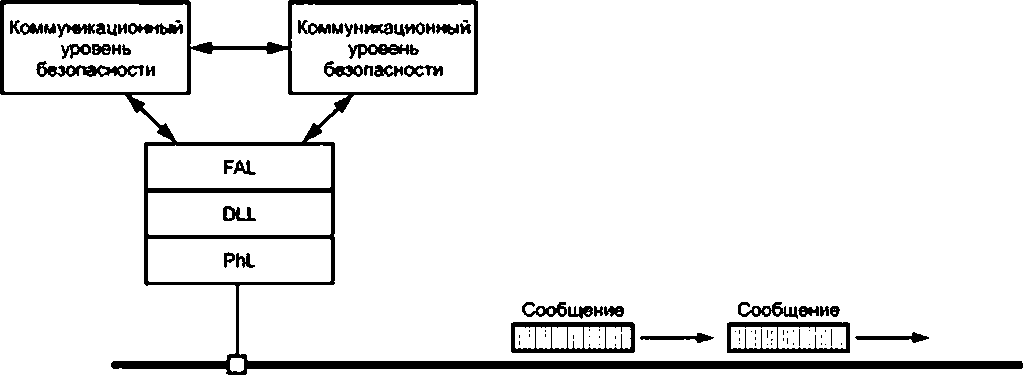 Коммуникационный
уровень
безопасности
Коммуникационный
уровень
безопасности
FAL
DLL
PhL
Сообщение
Сообщение